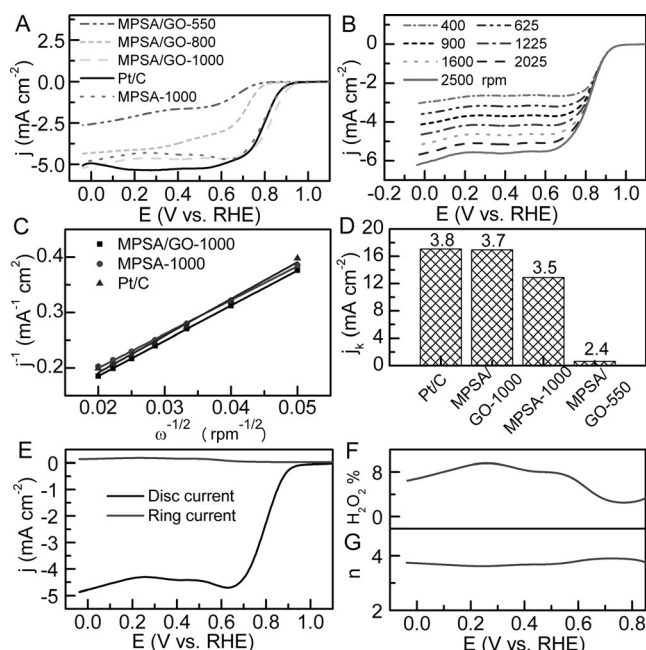 A
MPSA/GO-550
MPSA/GO-800
MPSA/GO-1000
Pt/C
MPSA-1000
0.0
-2.5
-5.0
j (mA cm-2)
0.0 0.2 0.4 0.6 0.8 1.0
E (V vs. RHE)
B
400 625
900 1225
1600 2025
2500 rpm
0
-2
-4
-6
j (mA cm-2)
-0.2 0.0 0.2 0.4 0.6 0.8 1.0
E (V vs. RHE)
C
MPSA/GO-1000
MPSA-1000
Pt/C
0.4
0.3
0.2
j-1 (mA-1 cm2)
0.02 0.03 0.04 0.05
ω-1/2 (rpm-1/2)
D
20
16
12
8
4
0
jk (mA cm-2)
3.8
3.7
3.5
2.4
Pt/C
MPSA/
GO-1000
MPSA-1000
MPSA/
GO-550
E
0
-1
-2
-3
-4
-5
j (mA cm-2)
Disc current
Ring current
0.0 0.2 0.4 0.6 0.8 1.0
E (V vs. RHE)
F
8
0
H2O2 %
G
4
2
n
0.0 0.2 0.4 0.6 0.8
E (V vs. RHE)